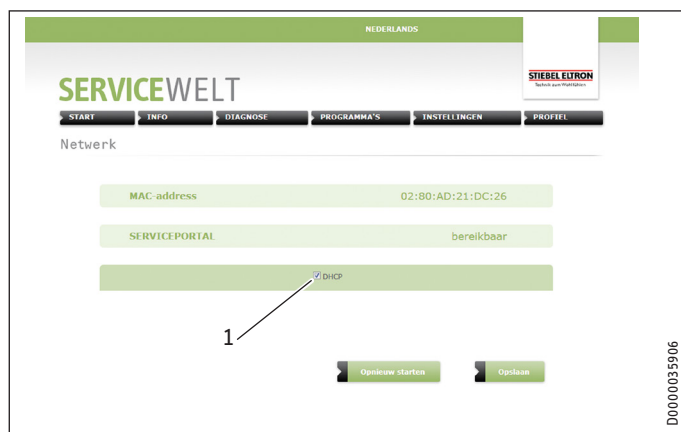 NEDERLANDS
STIEBEL ELTRON
Technik zum Wohlfühlen
SERVICEWELT
START INFO DIAGNOSE PROGRAMMA'S INSTELLINGEN PROFIEL
Netwerk
MAC-address 02:80:AD:21:DC:26
SERVICEPORTAL bereikbaar
DHCP
1
Opnieuw starten Opslaan
D0000035906